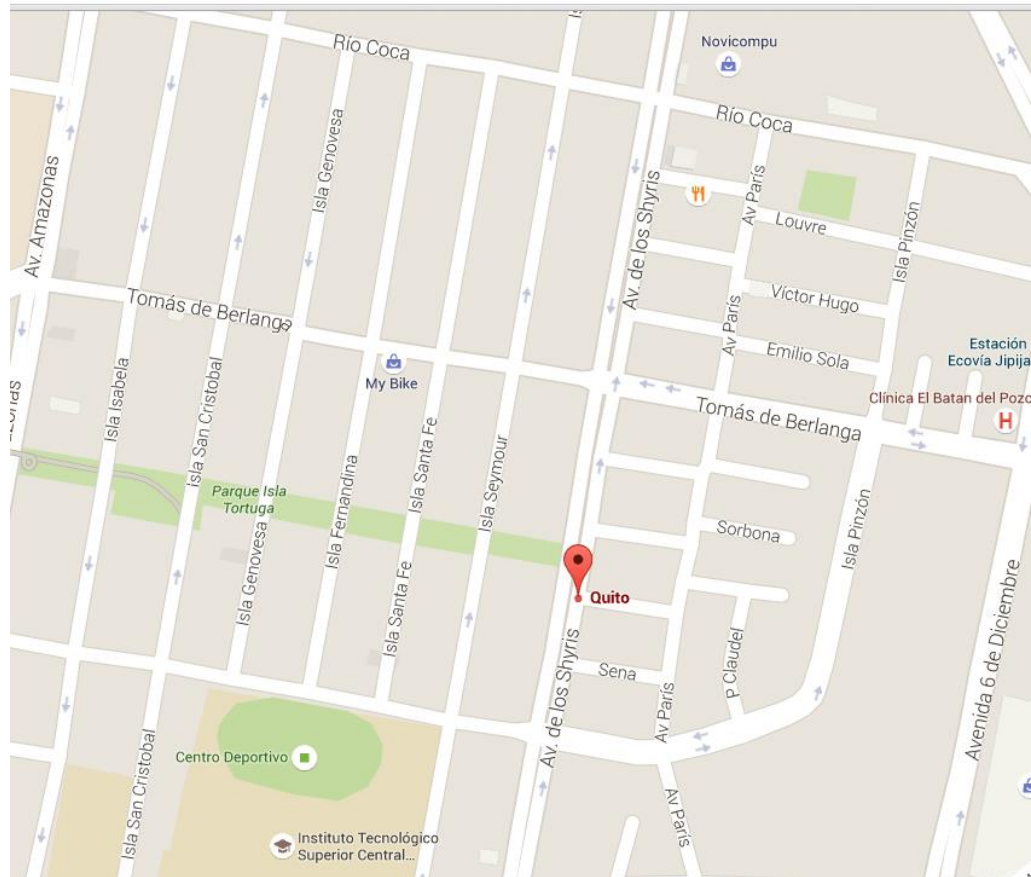 Río Coca
Novicompu
Río Coca
Isla Genovesa
Av. Amazonas
Av París
Av. de los Shyris
Louvre
Isla Pinzón
Víctor Hugo
Av París
Tomás de Berlanga
Emilio Sola
Estación
Ecovía Jipija
My Bike
Clínica El Batan del Pozo
H
Tomás de Berlanga
Isla Isabela
Isla San Cristobal
Isla Santa Fe
Isla Seymour
Isla Fernandina
Parque Isla
Tortuga
Sorbona
Isla Pinzón
Isla Genovesa
Isla Santa Fe
Quito
Avenida 6 de Diciembre
Sena
P Claudel
Av. de los Shyris
Av París
Centro Deportivo
Isla San Cristobal
Av París
Instituto Tecnológico
Superior Central...